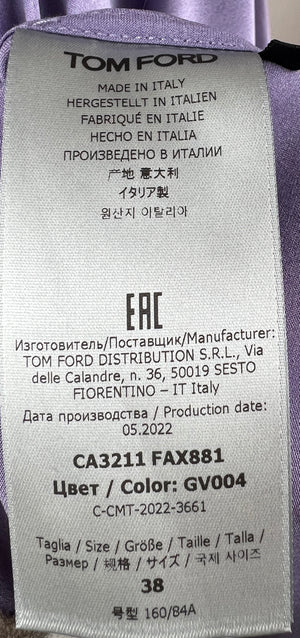 TOM FORD
MADE IN ITALY
HERGESTELLT IN ITALIEN
FABRIQUÉ EN ITALIE
HECHO EN ITALIA
ПРОИЗВЕДЕНО В ИТАЛИИ
产地 意大利
イタリア製
원산지 이탈리아
EAC
Изготовитель/Поставщик/Manufacturer:
TOM FORD DISTRIBUTION S.R.L., Via
delle Calandre, n. 36, 50019 SESTO
FIORENTINO – IT Italy
Дата производства / Production date:
05.2022
CA3211 FAX881
Цвет / Color: GV004
C-CMT-2022-3661
Taglia / Size / Größe / Taille / Talla /
Размер / 规格 / サイズ / 국제 사이즈
38
号型 160/84A